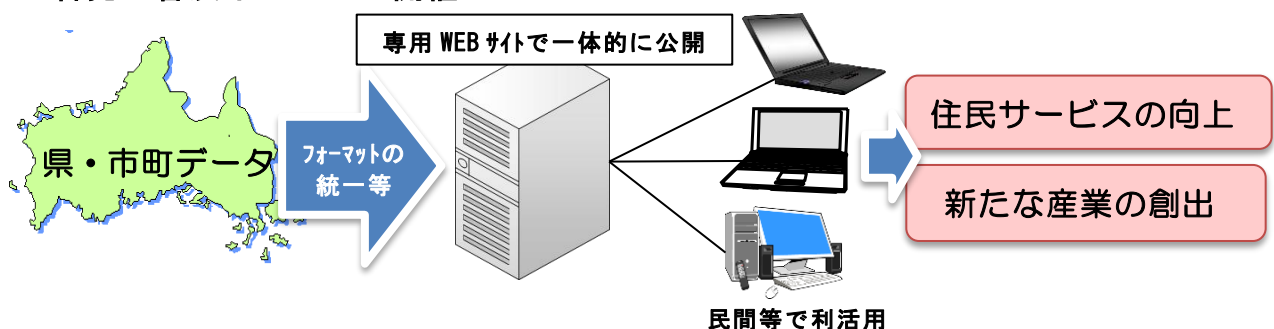 専用 WEB ｻｲﾄで一体的に公開
県・市町データ
ﾌｫｰﾏｯﾄの
統一等
住民サービスの向上
新たな産業の創出
民間等で利活用